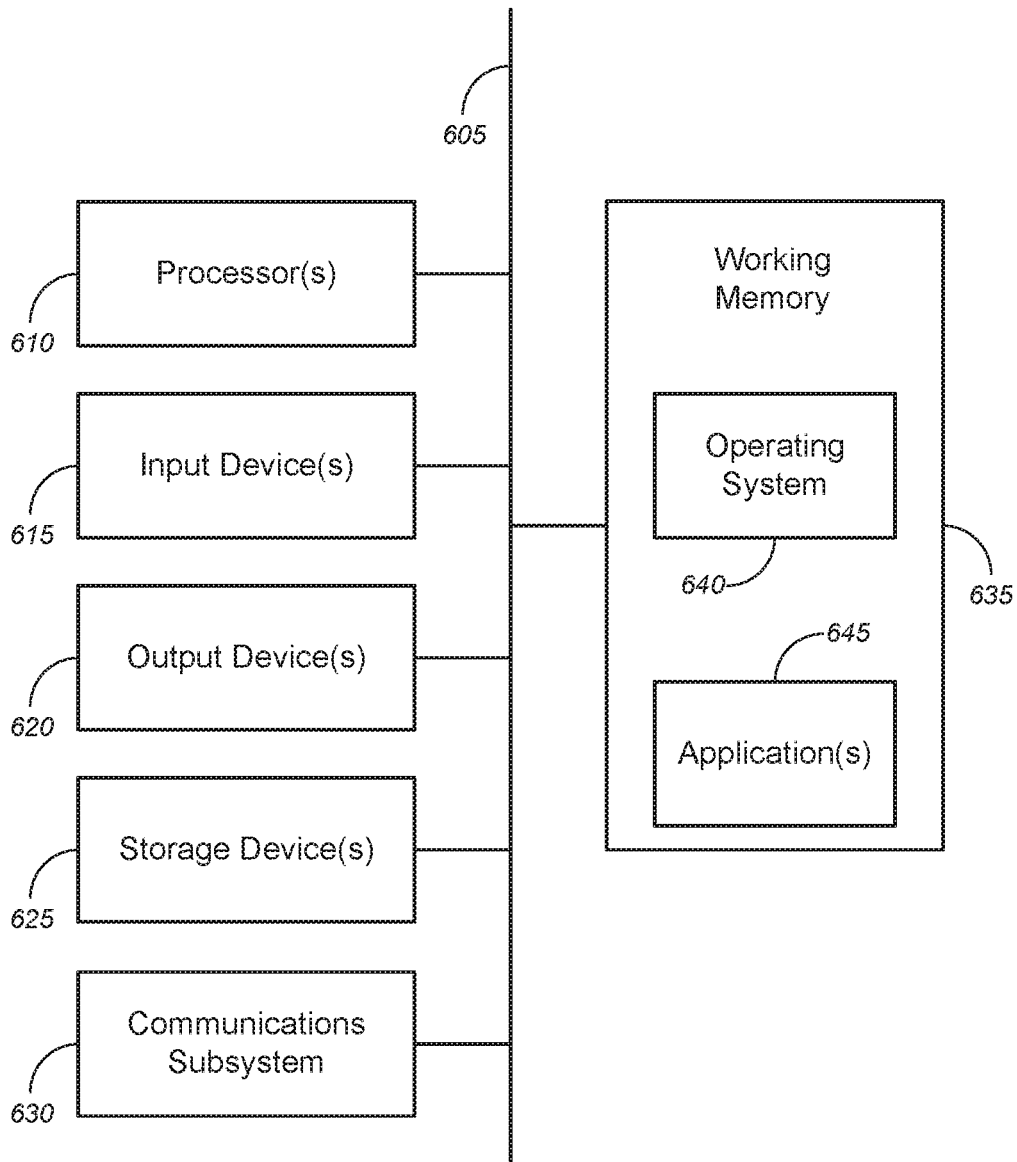 605
Processor(s)
610
Input Device(s)
615
Output Device(s)
620
Storage Device(s)
625
Communications
Subsystem
630
Working
Memory
Operating
System
640
635
645
Application(s)